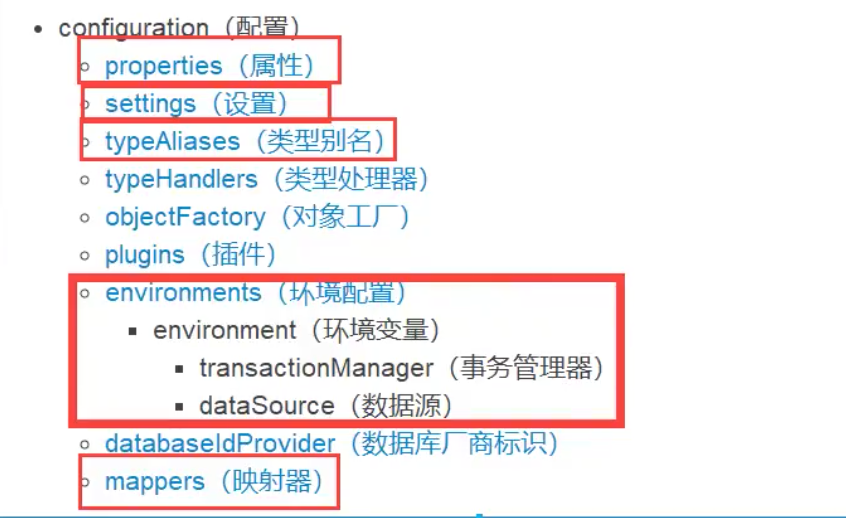 configuration（配置）
properties（属性）
settings（设置）
typeAliases（类型别名）
typeHandlers（类型处理器）
objectFactory（对象工厂）
plugins（插件）
environments（环境配置）
environment（环境变量）
transactionManager（事务管理器）
dataSource（数据源）
databaseIdProvider（数据库厂商标识）
mappers（映射器）